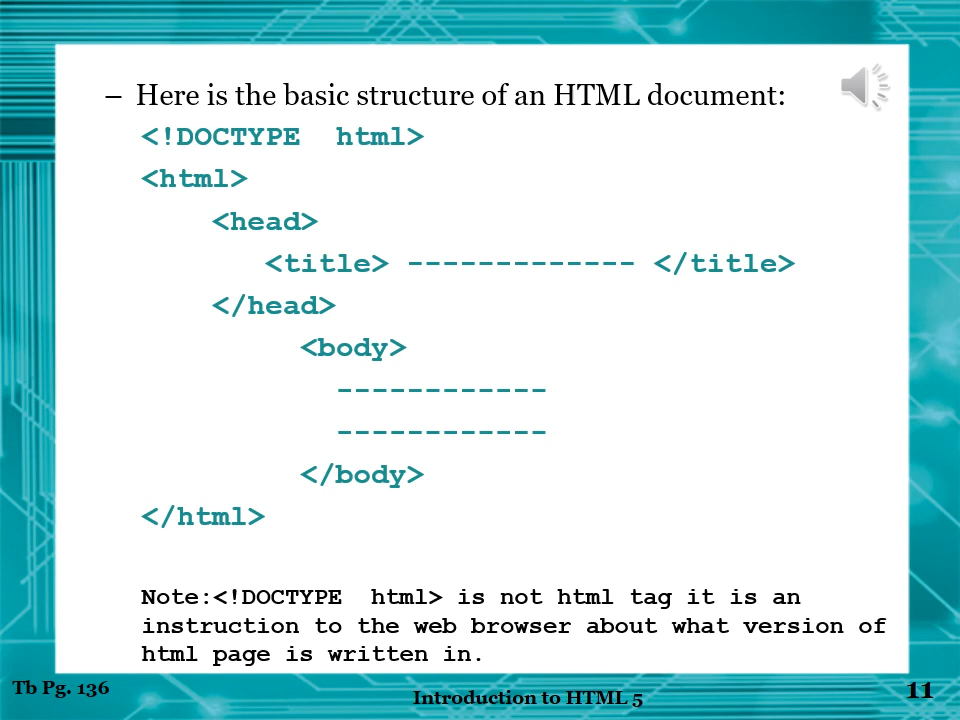 – Here is the basic structure of an HTML document:
<!DOCTYPE  html>
<html>
<head>
<title> ------------- </title>
</head>
<body>
------------
------------
</body>
</html>
Note:<!DOCTYPE  html> is not html tag it is an
instruction to the web browser about what version of
html page is written in.
Tb Pg. 136
Introduction to HTML 5
11